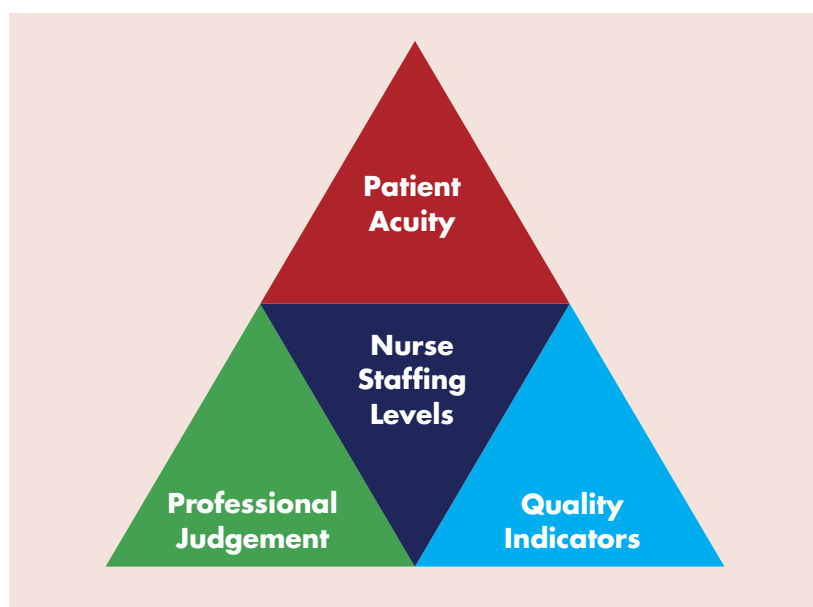 Patient
Acuity
Nurse
Staffing
Levels
Professional
Judgement
Quality
Indicators